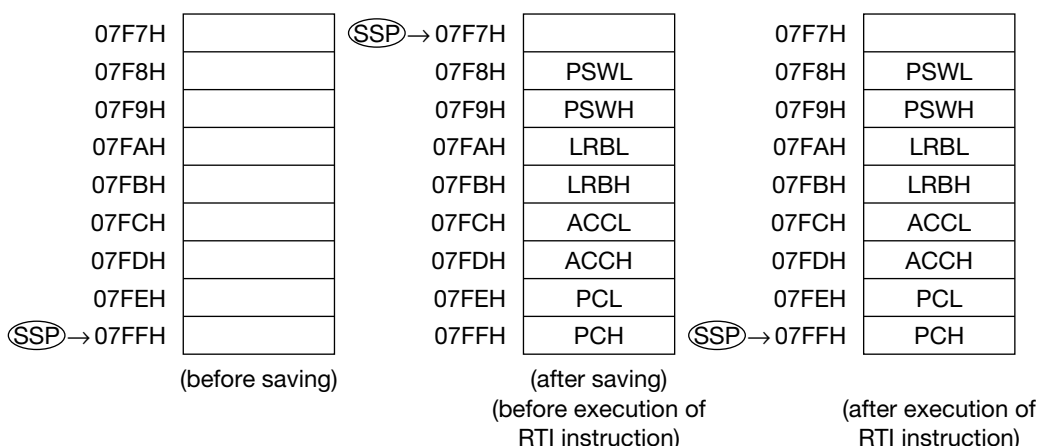 07F7H SSP→ 07F7H 07F7H
07F8H 07F8H PSWL 07F8H PSWL
07F9H 07F9H PSWH 07F9H PSWH
07FAH 07FAH LRBL 07FAH LRBL
07FBH 07FBH LRBH 07FBH LRBH
07FCH 07FCH ACCL 07FCH ACCL
07FDH 07FDH ACCH 07FDH ACCH
07FEH 07FEH PCL 07FEH PCL
SSP→ 07FFH 07FFH PCH SSP→ 07FFH PCH
(before saving) (after saving)
(before execution of (after execution of
RTI instruction) RTI instruction)